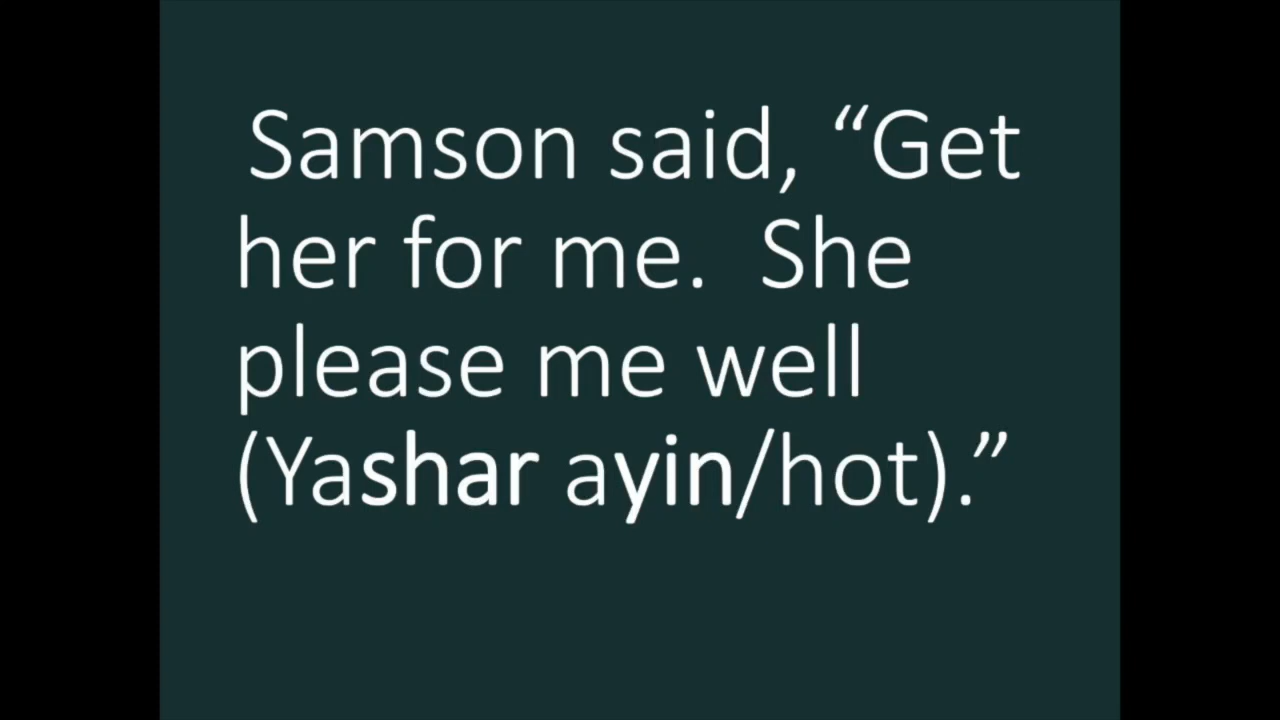 Samson said, “Get
her for me.  She
please me well
(Yashar ayin/hot).”